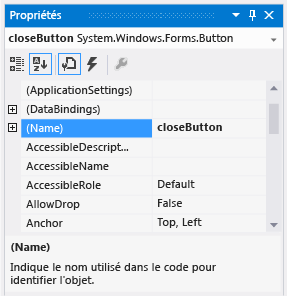 Propriétés
closeButton System.Windows.Forms.Button
(ApplicationSettings)
(DataBindings)
(Name) closeButton
AccessibleDescript...
AccessibleName
AccessibleRole Default
AllowDrop False
Anchor Top, Left
(Name)
Indique le nom utilisé dans le code pour
identifier l'objet.